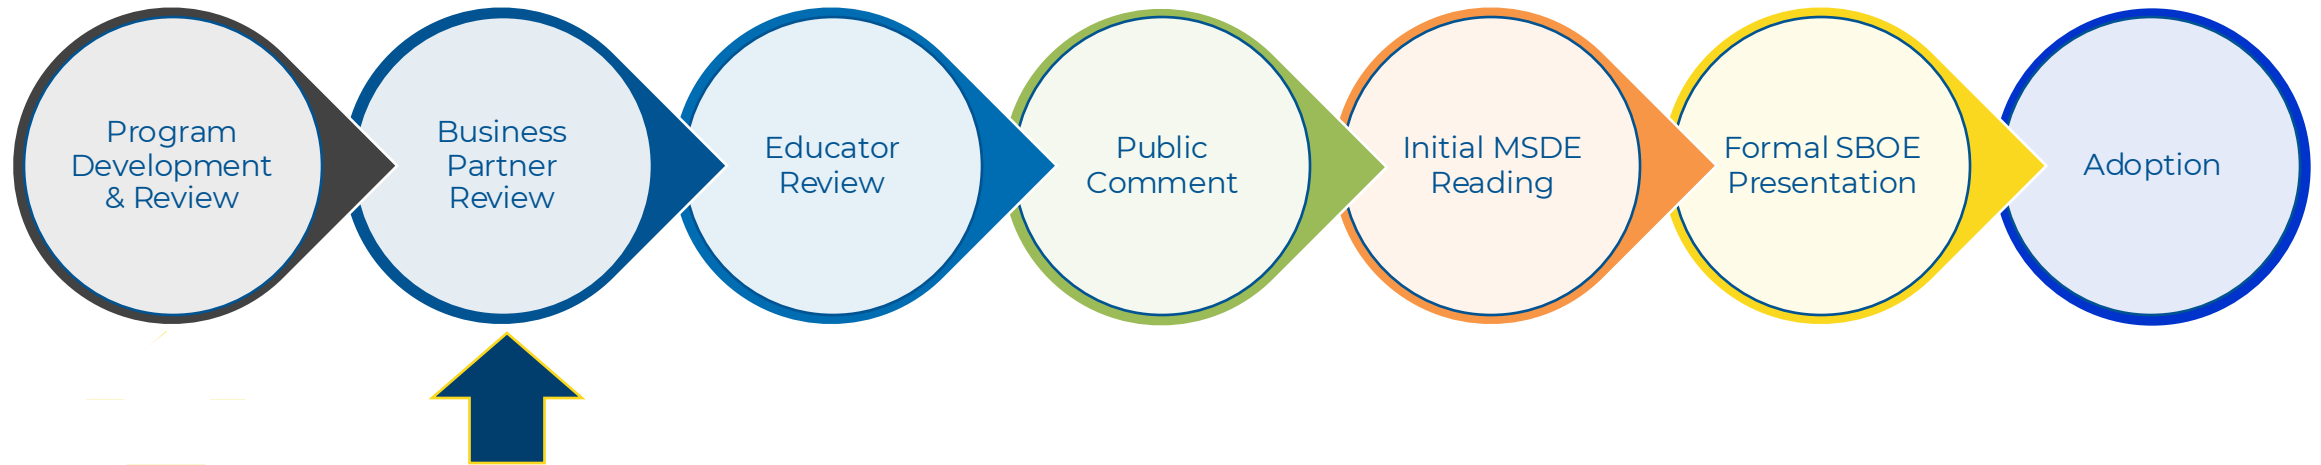 Program
Development
& Review
Business
Partner
Review
Educator
Review
Public
Comment
Initial MSDE
Reading
Formal SBOE
Presentation
Adoption